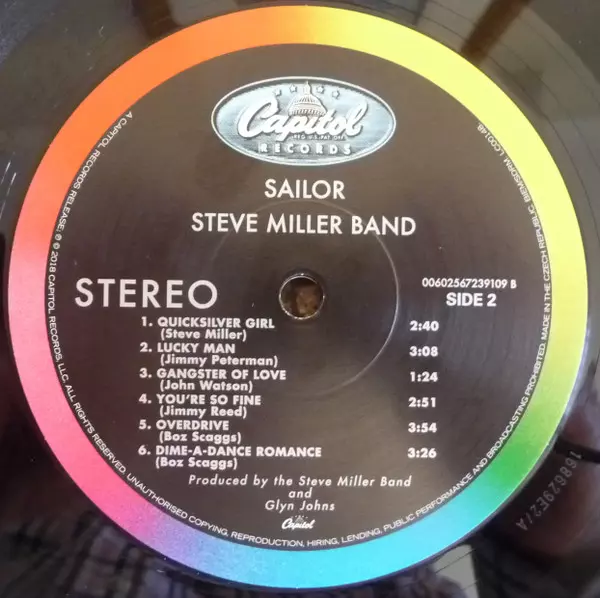 Capitol
RECORDS
SAILOR
STEVE MILLER BAND
STEREO
00602567239109 B
SIDE 2
1. QUICKSILVER GIRL 2:40
(Steve Miller)
2. LUCKY MAN 3:08
(Jimmy Peterman)
3. GANGSTER OF LOVE 1:24
(John Watson)
4. YOU'RE SO FINE 2:51
(Jimmy Reed)
5. OVERDRIVE 3:54
(Boz Scaggs)
6. DIME-A-DANCE ROMANCE 3:26
(Boz Scaggs)
Produced by the Steve Miller Band
and
Glyn Johns
Capitol
A CAPITOL RECORDS RELEASE; ℗ © 2018 CAPITOL RECORDS, LLC. ALL RIGHTS RESERVED. UNAUTHORISED COPYING, REPRODUCTION, HIRING, LENDING, PUBLIC PERFORMANCE AND BROADCASTING PROHIBITED. MADE IN THE CZECH REPUBLIC. BIEM/SDRM LC00148
168629E2/A